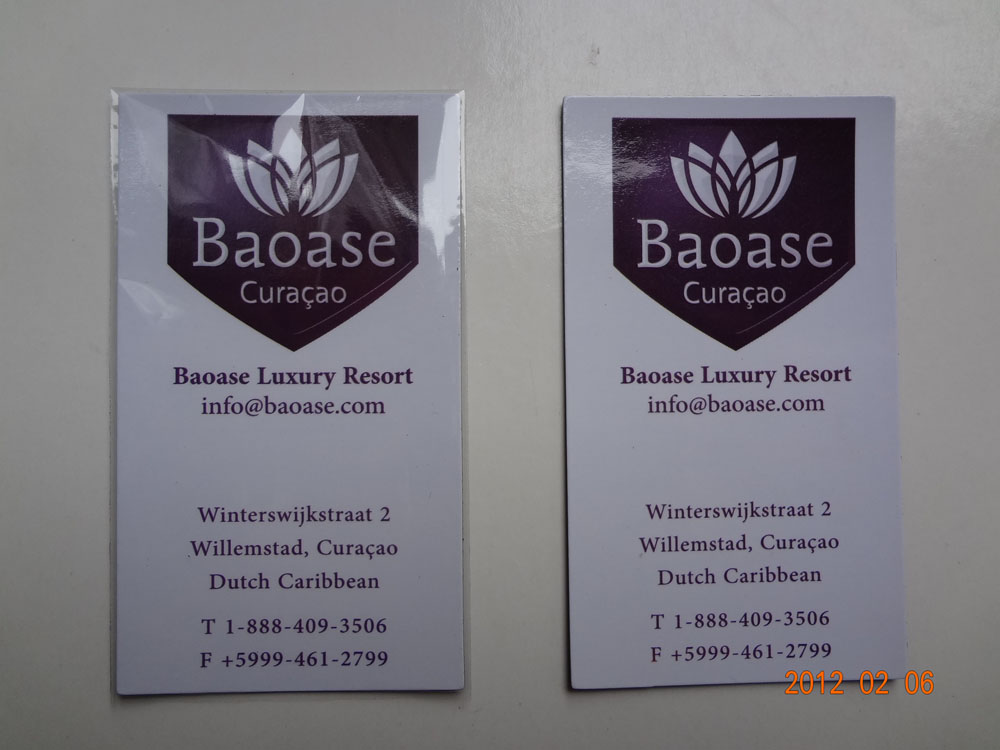 Baoase
Curaçao
Baoase Luxury Resort
info@baoase.com
Winterswijkstraat 2
Willemstad, Curaçao
Dutch Caribbean
T 1-888-409-3506
F +5999-461-2799
Baoase
Curaçao
Baoase Luxury Resort
info@baoase.com
Winterswijkstraat 2
Willemstad, Curaçao
Dutch Caribbean
T 1-888-409-3506
F +5999-461-2799
2012 02 06